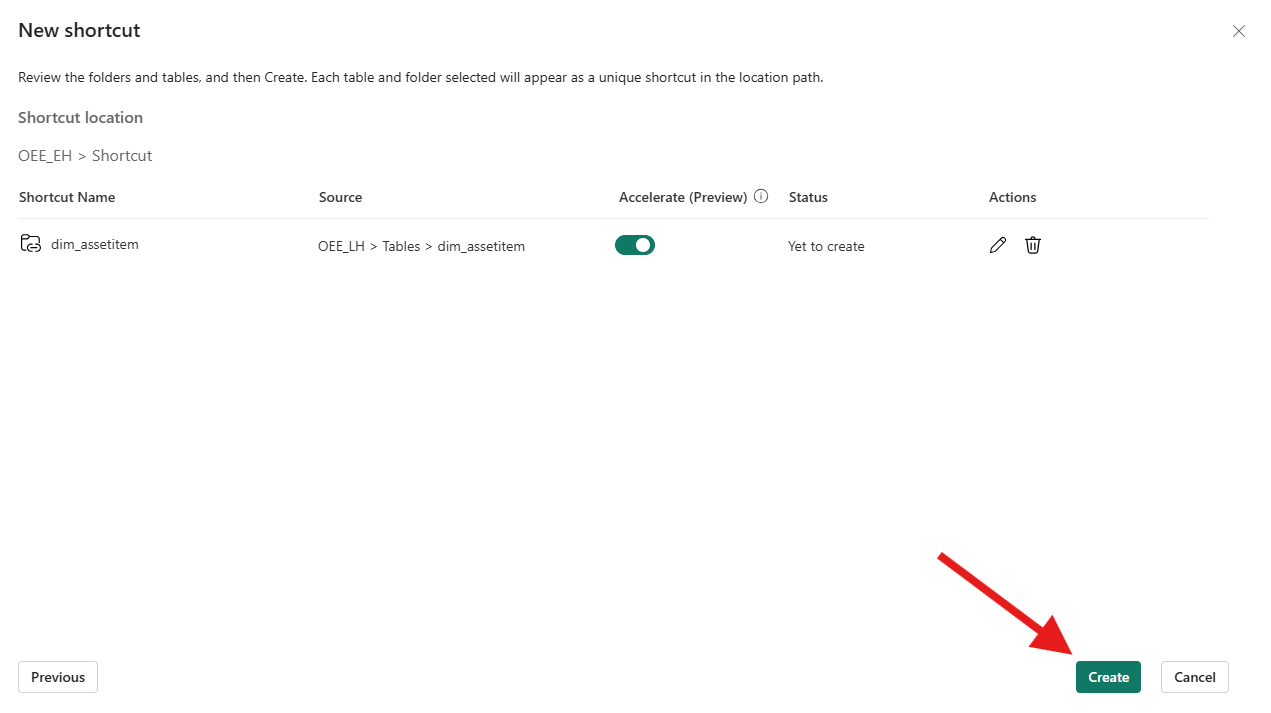 New shortcut
Review the folders and tables, and then Create. Each table and folder selected will appear as a unique shortcut in the location path.
Shortcut location
OEE_EH > Shortcut
Shortcut Name Source Accelerate (Preview) Status Actions
dim_assetitem OEE_LH > Tables > dim_assetitem Yet to create
Previous Create Cancel